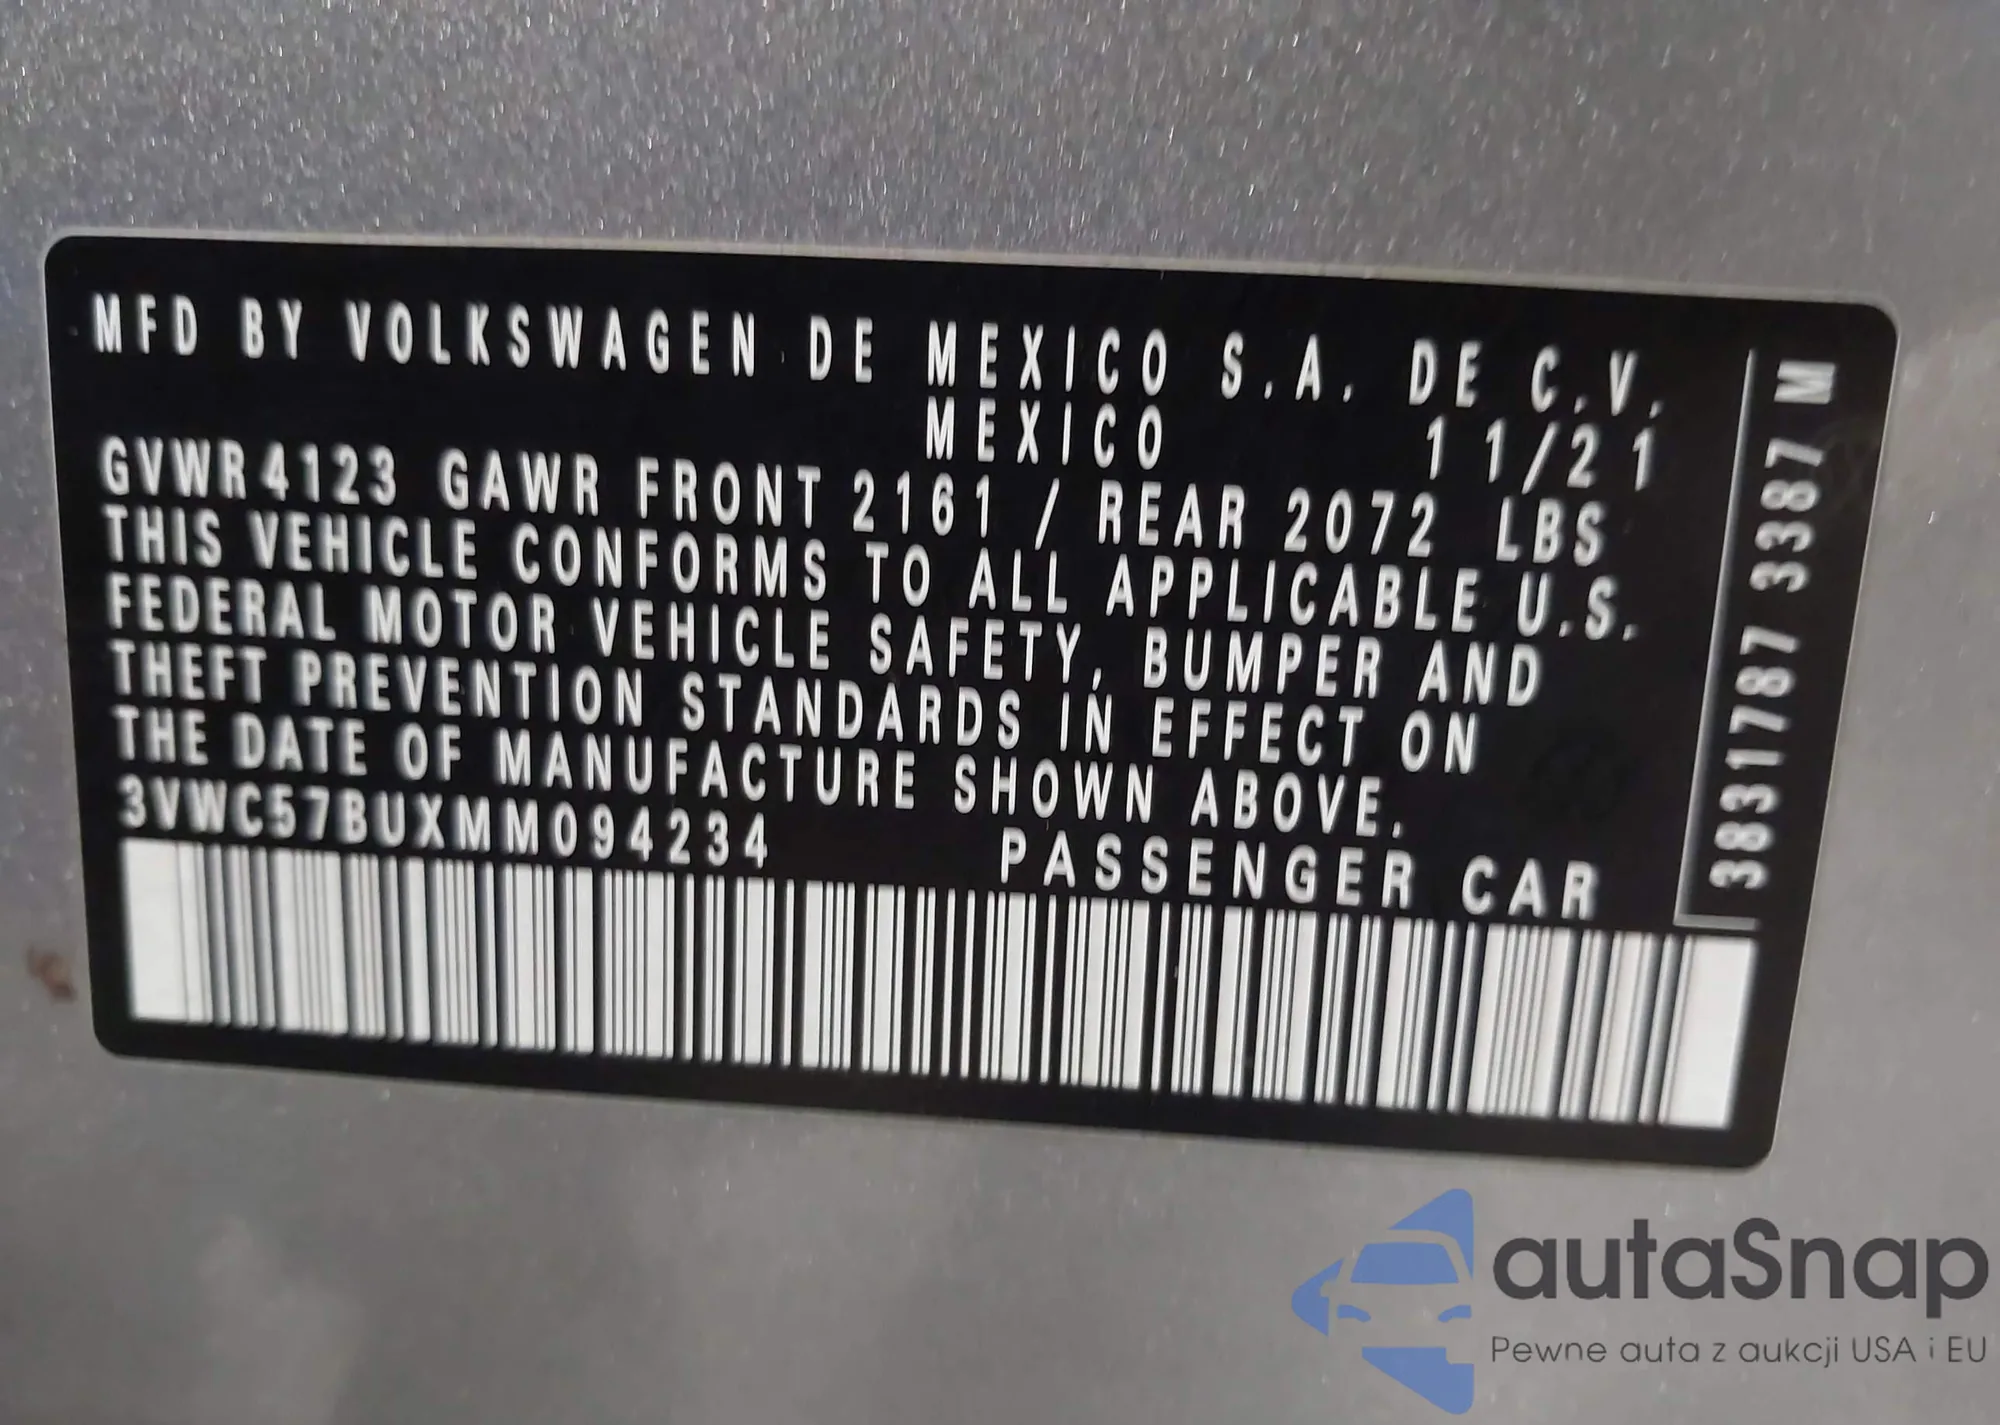 MFD BY VOLKSWAGEN DE MEXICO S.A. DE C.V.
MEXICO 11/21
GVWR 4123 GAWR FRONT 2161 / REAR 2072 LBS
THIS VEHICLE CONFORMS TO ALL APPLICABLE U.S.
FEDERAL MOTOR VEHICLE SAFETY, BUMPER AND
THEFT PREVENTION STANDARDS IN EFFECT ON
THE DATE OF MANUFACTURE SHOWN ABOVE.
3VWC57BUXMM094234 PASSENGER CAR
3831787 3387 M
autaSnap
Pewne auta z aukcji USA i EU